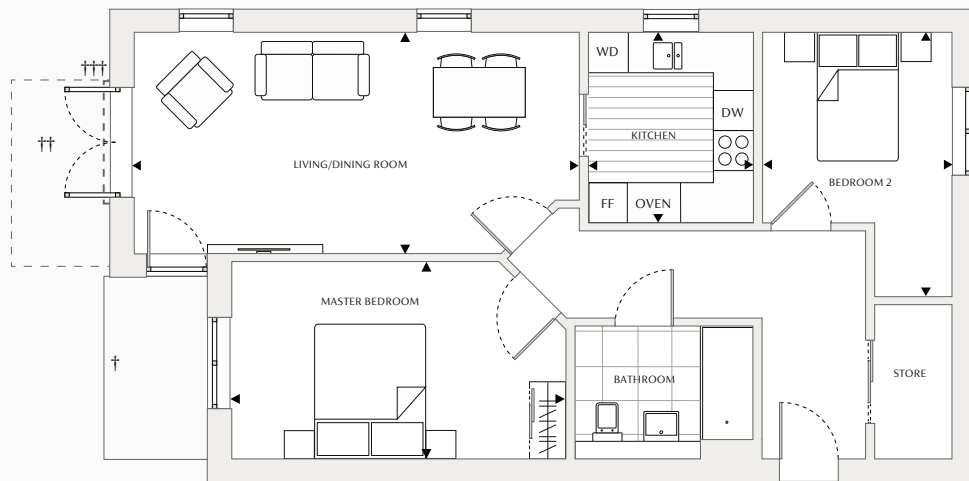 †††
††
LIVING/DINING ROOM
WD
KITCHEN
DW
FF
OVEN
BEDROOM 2
MASTER BEDROOM
†
BATHROOM
STORE